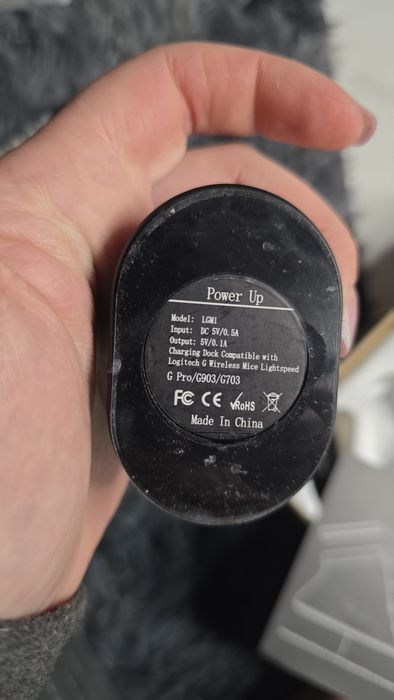 Power Up
Model: LGW1
Input: DC 5V/0.5A
Output: 5V/0.1A
Charging Dock Compatible with
Logitech G Wireless Mice Lightspeed
G Pro/G903/G703
FC CE RoHS
Made In China